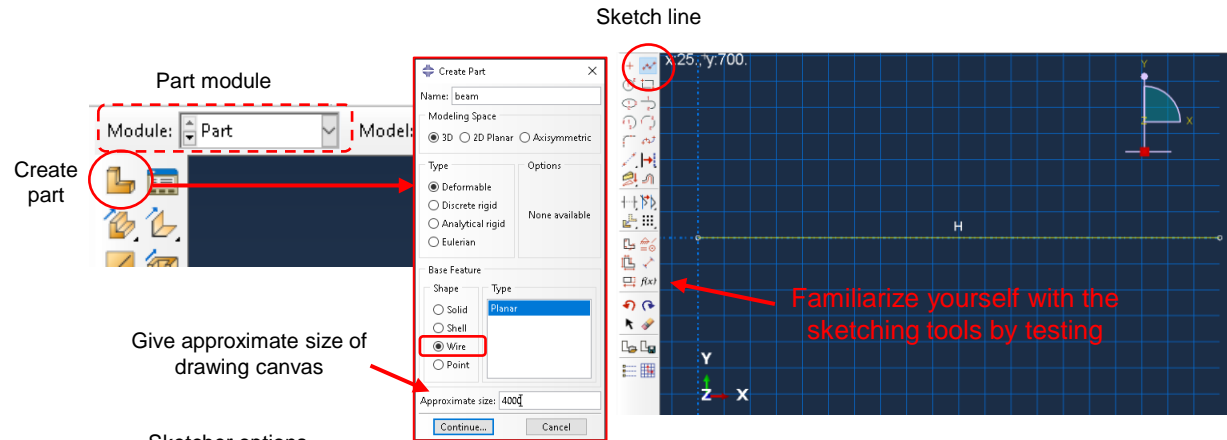 Sketch line
Part module
Module: Part Model:
Create
part
Create Part
Name: beam
Modeling Space
3D 2D Planar Axisymmetric
Type
Options
Deformable
Discrete rigid
Analytical rigid
Eulerian
None available
Base Feature
Shape
Type
Solid
Shell
Wire
Point
Planar
Approximate size: 4000
Continue...
Cancel
Give approximate size of
drawing canvas
x:25., y:700.
Y
Z
X
H
f(x)
Familiarize yourself with the
sketching tools by testing
Y
Z X
Sketcher options